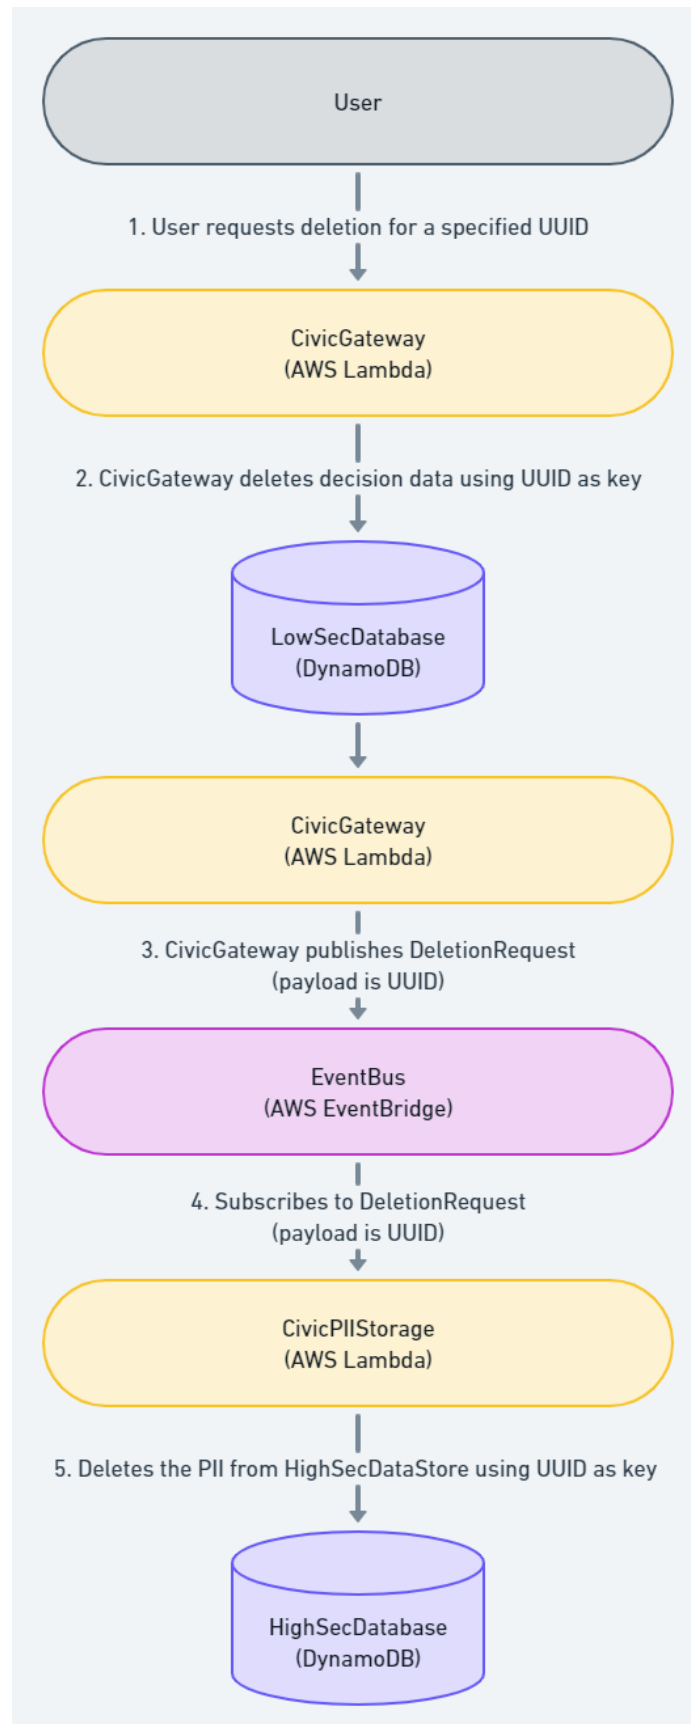 User
1. User requests deletion for a specified UUID
CivicGateway
(AWS Lambda)
2. CivicGateway deletes decision data using UUID as key
LowSecDatabase
(DynamoDB)
CivicGateway
(AWS Lambda)
3. CivicGateway publishes DeletionRequest
(payload is UUID)
EventBus
(AWS EventBridge)
4. Subscribes to DeletionRequest
(payload is UUID)
CivicPIIStorage
(AWS Lambda)
5. Deletes the PII from HighSecDataStore using UUID as key
HighSecDatabase
(DynamoDB)